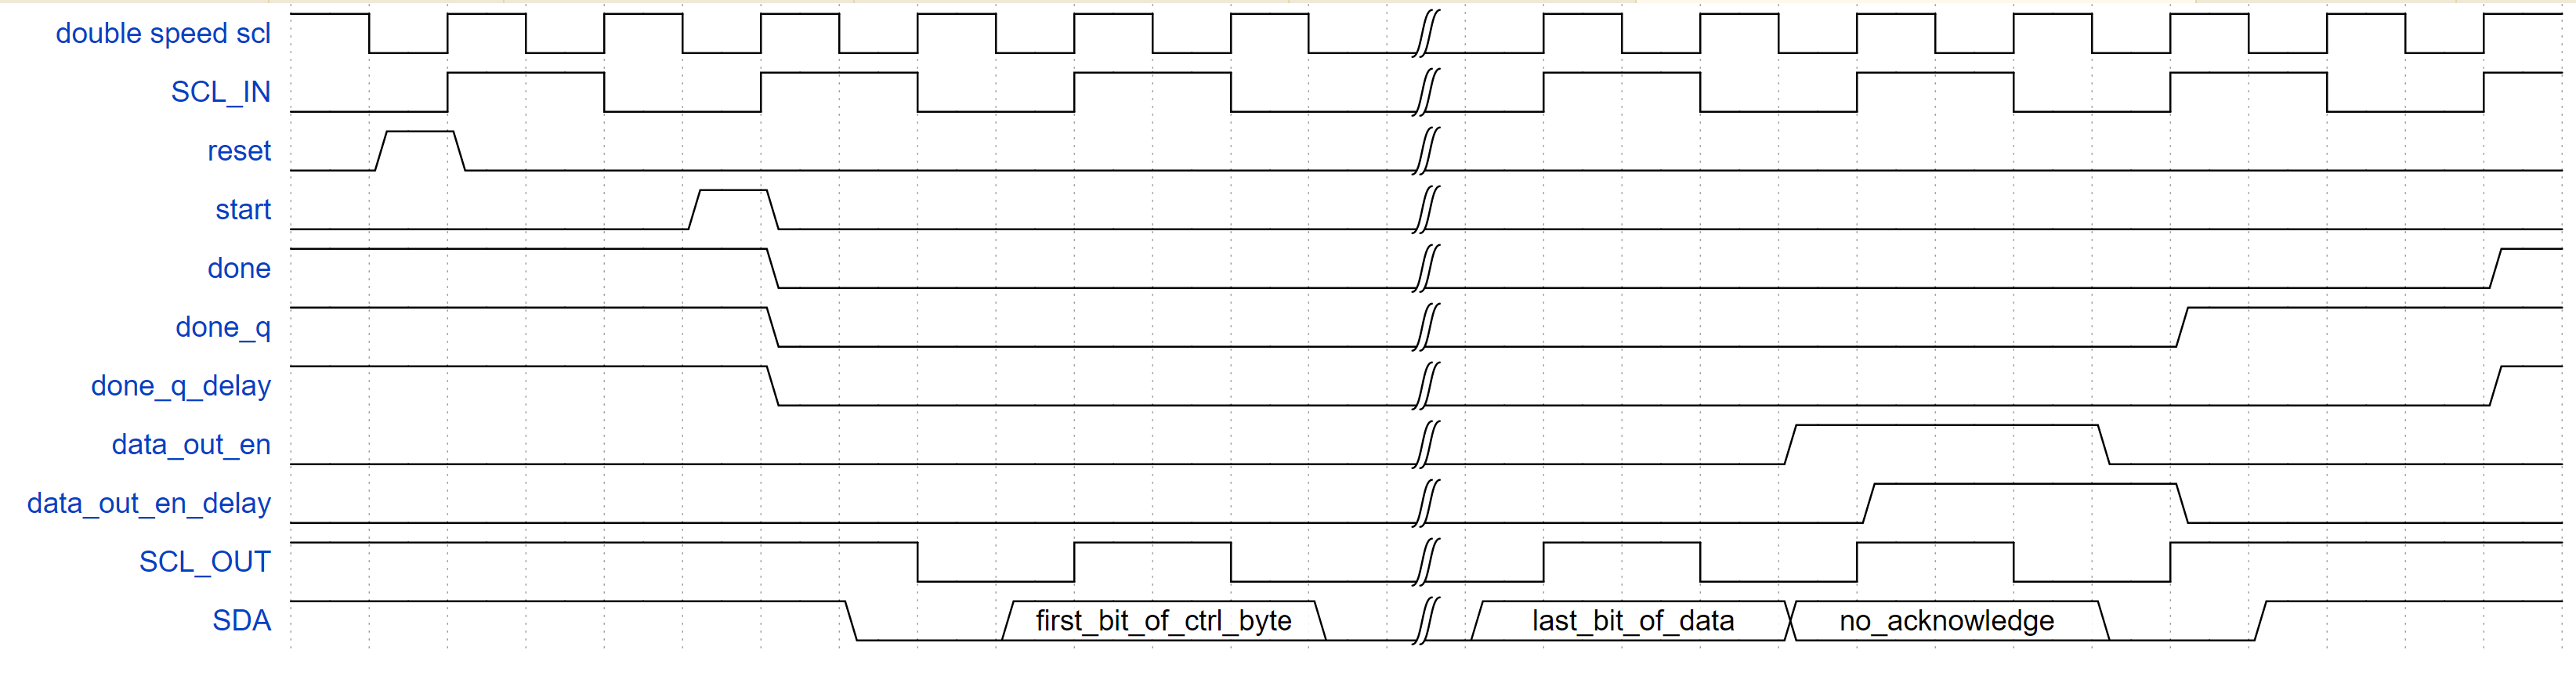 double speed scl
SCL_IN
reset
start
done
done_q
done_q_delay
data_out_en
data_out_en_delay
SCL_OUT
SDA first_bit_of_ctrl_byte last_bit_of_data no_acknowledge